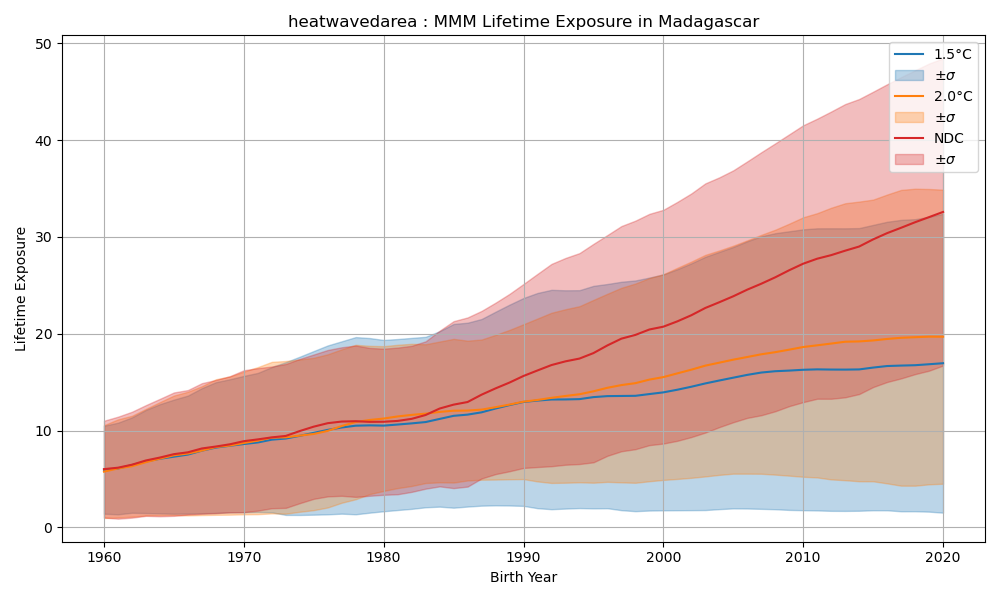 heatwavedarea : MMM Lifetime Exposure in Madagascar
50
40
30
20
10
0
Lifetime Exposure
1.5°C
±σ
2.0°C
±σ
NDC
±σ
1960 1970 1980 1990 2000 2010 2020
Birth Year